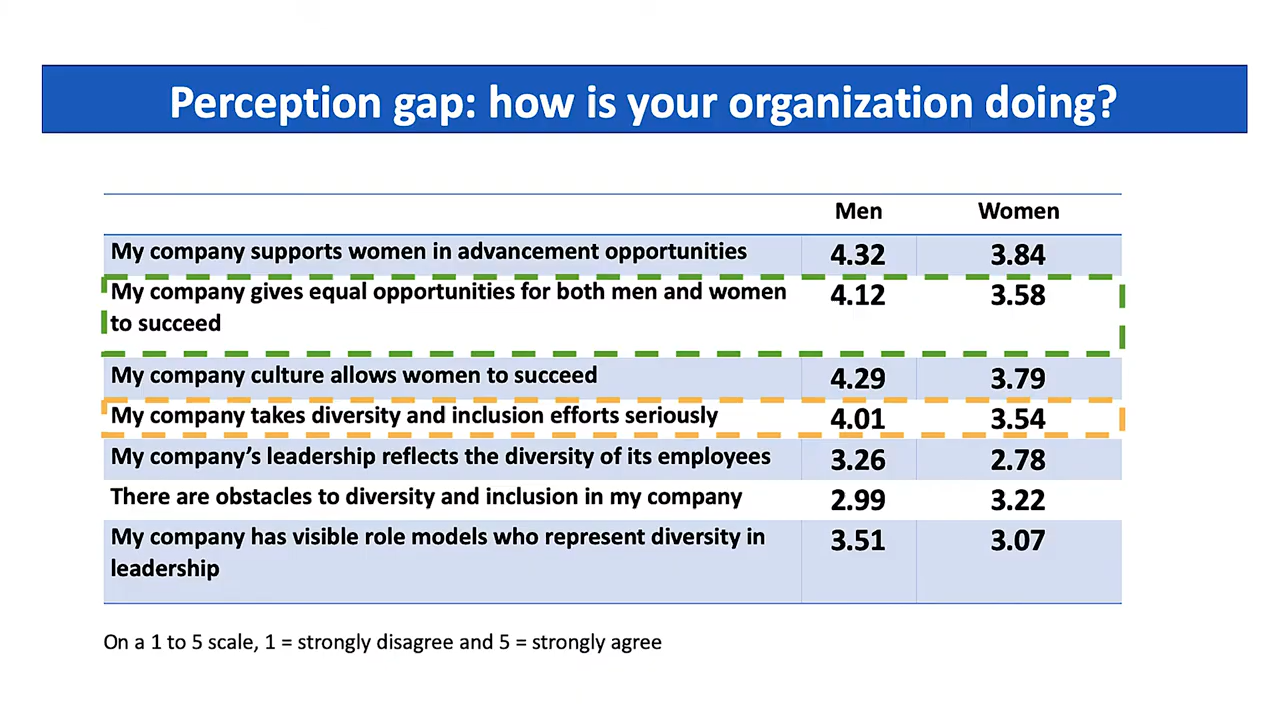 Perception gap: how is your organization doing?
Men Women
My company supports women in advancement opportunities 4.32 3.84
My company gives equal opportunities for both men and women 4.12 3.58
to succeed
My company culture allows women to succeed 4.29 3.79
My company takes diversity and inclusion efforts seriously 4.01 3.54
My company’s leadership reflects the diversity of its employees 3.26 2.78
There are obstacles to diversity and inclusion in my company 2.99 3.22
My company has visible role models who represent diversity in 3.51 3.07
leadership
On a 1 to 5 scale, 1 = strongly disagree and 5 = strongly agree